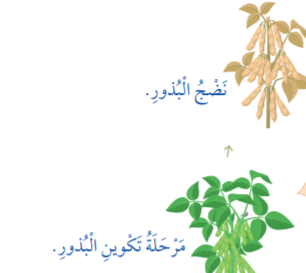 نَضْجُ الْبُذورِ.
مَرْحَلَةُ تَكْوينِ الْبُذورِ.